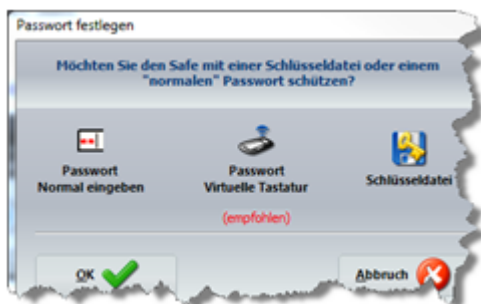 Passwort festlegen
Möchten Sie den Safe mit einer Schlüsseldatei oder einem
"normalen" Passwort schützen?
Passwort
Normal eingeben
Passwort
Virtuelle Tastatur
(empfohlen)
Schlüsseldatei
OK
Abbruch